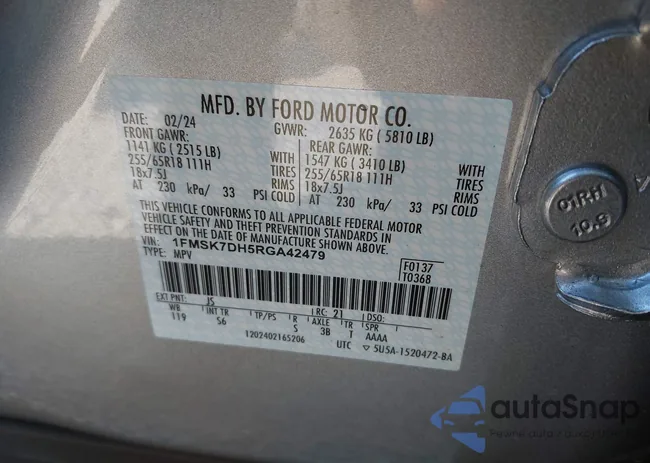 MFD. BY FORD MOTOR CO.
DATE: 02/24 GVWR: 2635 KG (5810 LB)
FRONT GAWR: REAR GAWR:
1141 KG (2515 LB) WITH 1547 KG (3410 LB) WITH
255/65R18 111H TIRES 255/65R18 111H TIRES
18x7.5J RIMS 18x7.5J RIMS
AT 230 kPa/ 33 PSI COLD AT 230 kPa/ 33 PSI COLD
THIS VEHICLE CONFORMS TO ALL APPLICABLE FEDERAL MOTOR
VEHICLE SAFETY AND THEFT PREVENTION STANDARDS IN
EFFECT ON THE DATE OF MANUFACTURE SHOWN ABOVE.
VIN: 1FMSK7DH5RGA42479
TYPE: MPV
F0137
T0368
EXT PNT: JS RC: 21 DSO:
WB INT TR TP/PS R AXLE TR SPR
119 S6 S 3B T AAAA
1202402165206 UTC ▽ 5U5A-1520472-BA
01RH
10.9
autaSnap